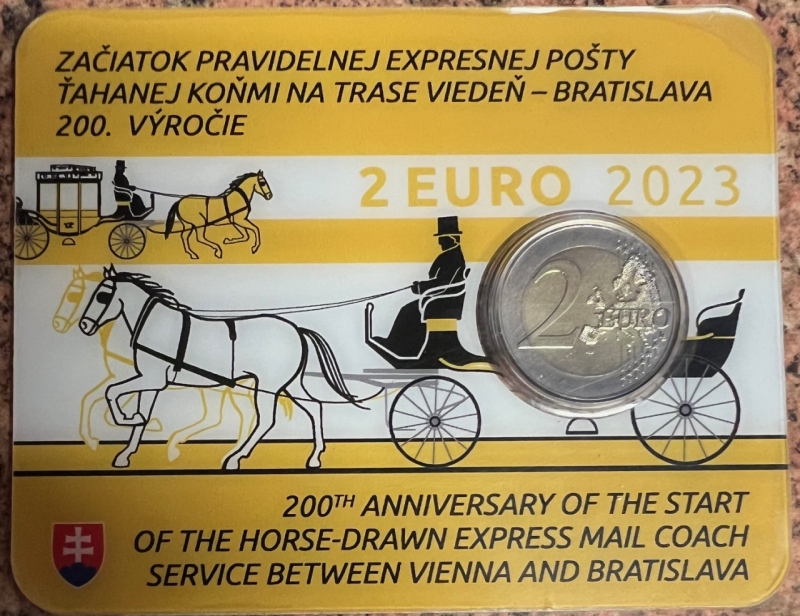 ZAČIATOK PRAVIDELNEJ EXPRESNEJ POŠTY
ŤAHANEJ KOŇMI NA TRASE VIEDEŇ – BRATISLAVA
200. VÝROČIE
2 EURO 2023
2 EURO
200TH ANNIVERSARY OF THE START
OF THE HORSE-DRAWN EXPRESS MAIL COACH
SERVICE BETWEEN VIENNA AND BRATISLAVA